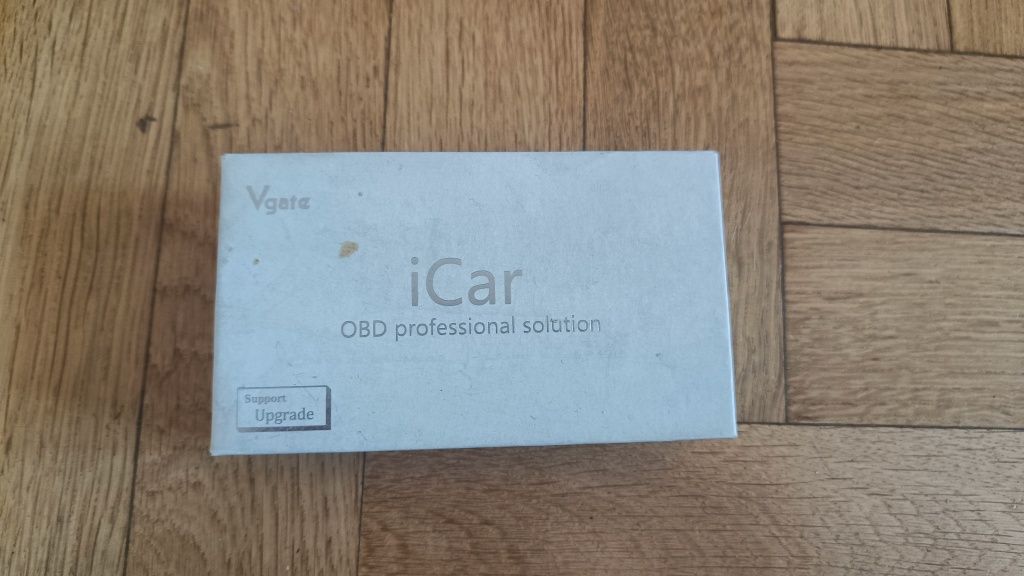 Vgate
iCar
OBD professional solution
Support
Upgrade